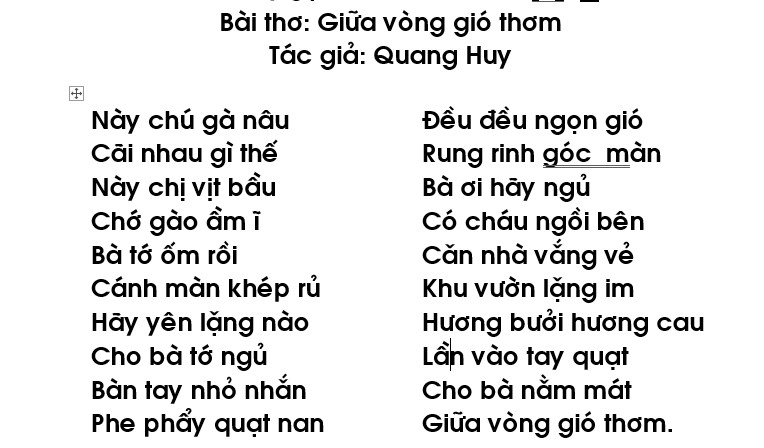 Bài thơ: Giữa vòng gió thơm
Tác giả: Quang Huy
Này chú gà nâu
Cãi nhau gì thế
Này chị vịt bầu
Chớ gào ầm ĩ
Bà tớ ốm rồi
Cánh màn khép rủ
Hãy yên lặng nào
Cho bà tớ ngủ
Bàn tay nhỏ nhắn
Phe phẩy quạt nan
Đều đều ngọn gió
Rung rinh góc  màn
Bà ơi hãy ngủ
Có cháu ngồi bên
Căn nhà vắng vẻ
Khu vườn lặng im
Hương bưởi hương cau
Lần vào tay quạt
Cho bà nằm mát
Giữa vòng gió thơm.